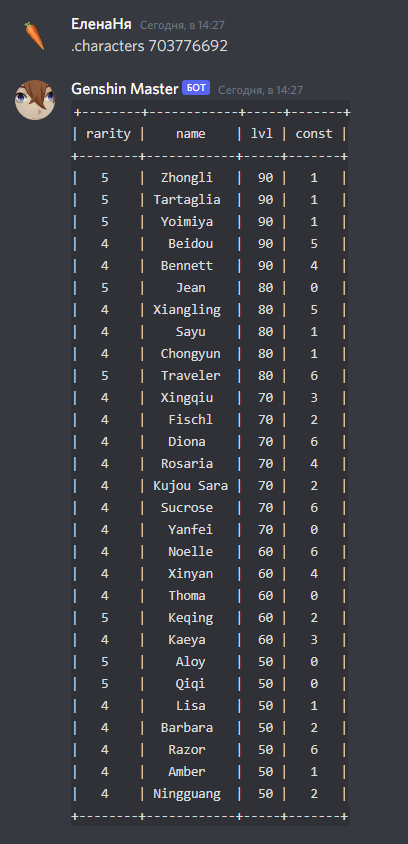 ЕленаНя Сегодня, в 14:27
.characters 703776692
Genshin Master БОТ Сегодня, в 14:27
+--------+------------+-----+-------+
| rarity |    name    | lvl | const |
+--------+------------+-----+-------+
|   5    |  Zhongli   |  90 |   1   |
|   5    | Tartaglia  |  90 |   1   |
|   5    |  Yoimiya   |  90 |   1   |
|   4    |   Beidou   |  90 |   5   |
|   4    |  Bennett   |  90 |   4   |
|   5    |    Jean    |  80 |   0   |
|   4    | Xiangling  |  80 |   5   |
|   4    |    Sayu    |  80 |   1   |
|   4    |  Chongyun  |  80 |   1   |
|   5    |  Traveler  |  80 |   6   |
|   4    |  Xingqiu   |  70 |   3   |
|   4    |   Fischl   |  70 |   2   |
|   4    |   Diona    |  70 |   6   |
|   4    |  Rosaria   |  70 |   4   |
|   4    | Kujou Sara |  70 |   2   |
|   4    |  Sucrose   |  70 |   6   |
|   4    |   Yanfei   |  70 |   0   |
|   4    |   Noelle   |  60 |   6   |
|   4    |   Xinyan   |  60 |   4   |
|   4    |   Thoma    |  60 |   0   |
|   5    |   Keqing   |  60 |   2   |
|   4    |   Kaeya    |  60 |   3   |
|   5    |    Aloy    |  50 |   0   |
|   5    |    Qiqi    |  50 |   0   |
|   4    |    Lisa    |  50 |   1   |
|   4    |  Barbara   |  50 |   2   |
|   4    |   Razor    |  50 |   6   |
|   4    |   Amber    |  50 |   1   |
|   4    | Ningguang  |  50 |   2   |
+--------+------------+-----+-------+